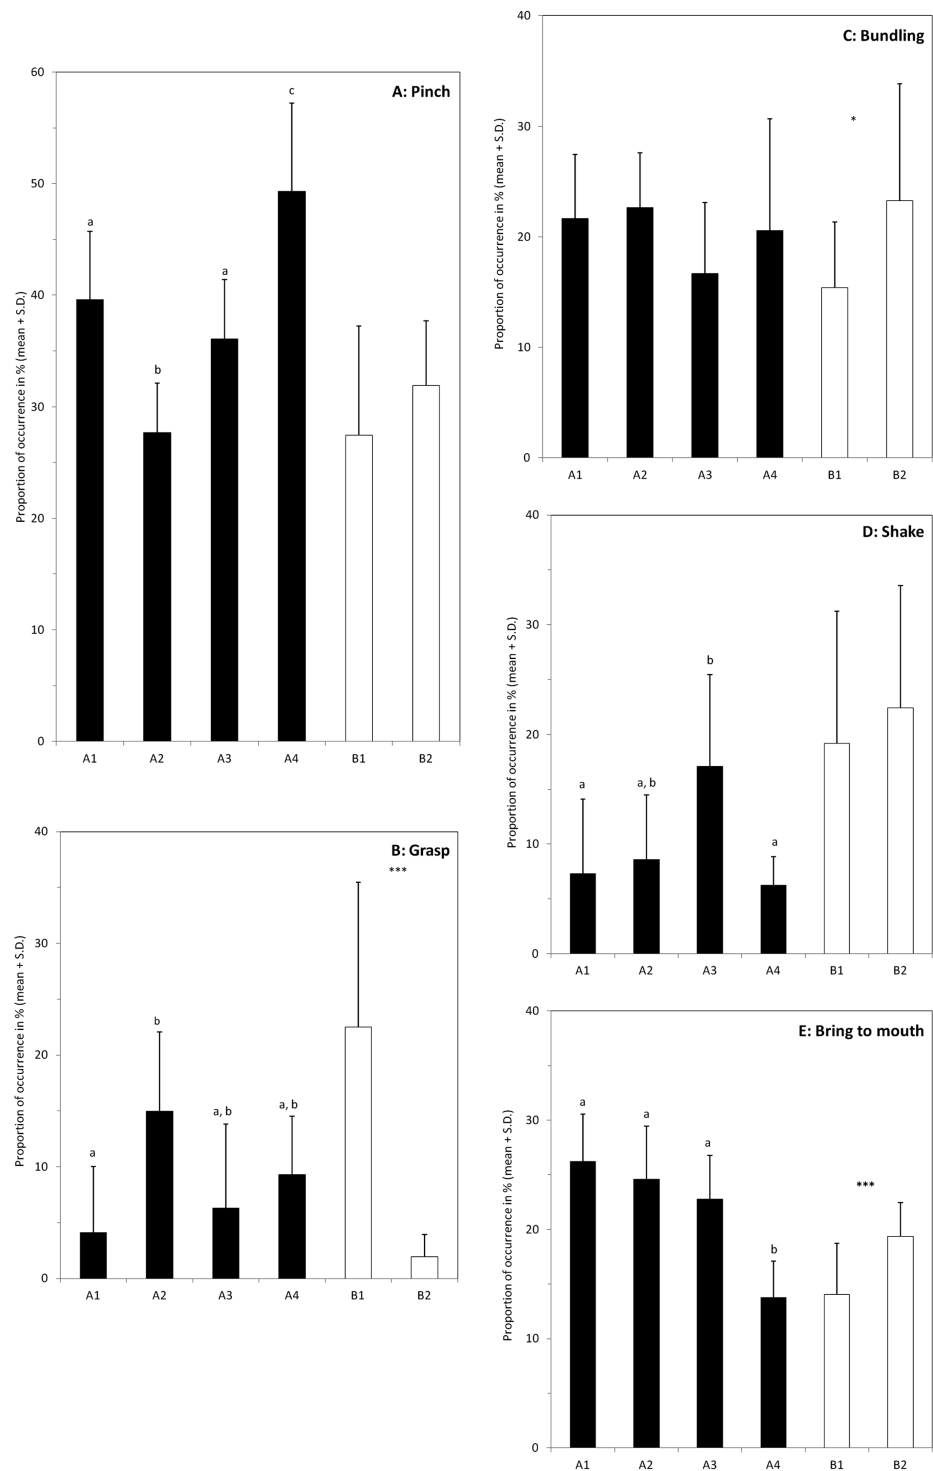 A: Pinch
Proportion of occurrence in % (mean + S.D.)
60
50
40
30
20
10
0
a
b
a
c
A1 A2 A3 A4 B1 B2
B: Grasp
***
Proportion of occurrence in % (mean + S.D.)
40
30
20
10
0
a
b
a, b
a, b
A1 A2 A3 A4 B1 B2
C: Bundling
*
Proportion of occurrence in % (mean + S.D.)
40
30
20
10
0
A1 A2 A3 A4 B1 B2
D: Shake
Proportion of occurrence in % (mean + S.D.)
40
30
20
10
0
a
a, b
b
a
A1 A2 A3 A4 B1 B2
E: Bring to mouth
***
Proportion of occurrence in % (mean + S.D.)
40
30
20
10
0
a
a
a
b
A1 A2 A3 A4 B1 B2